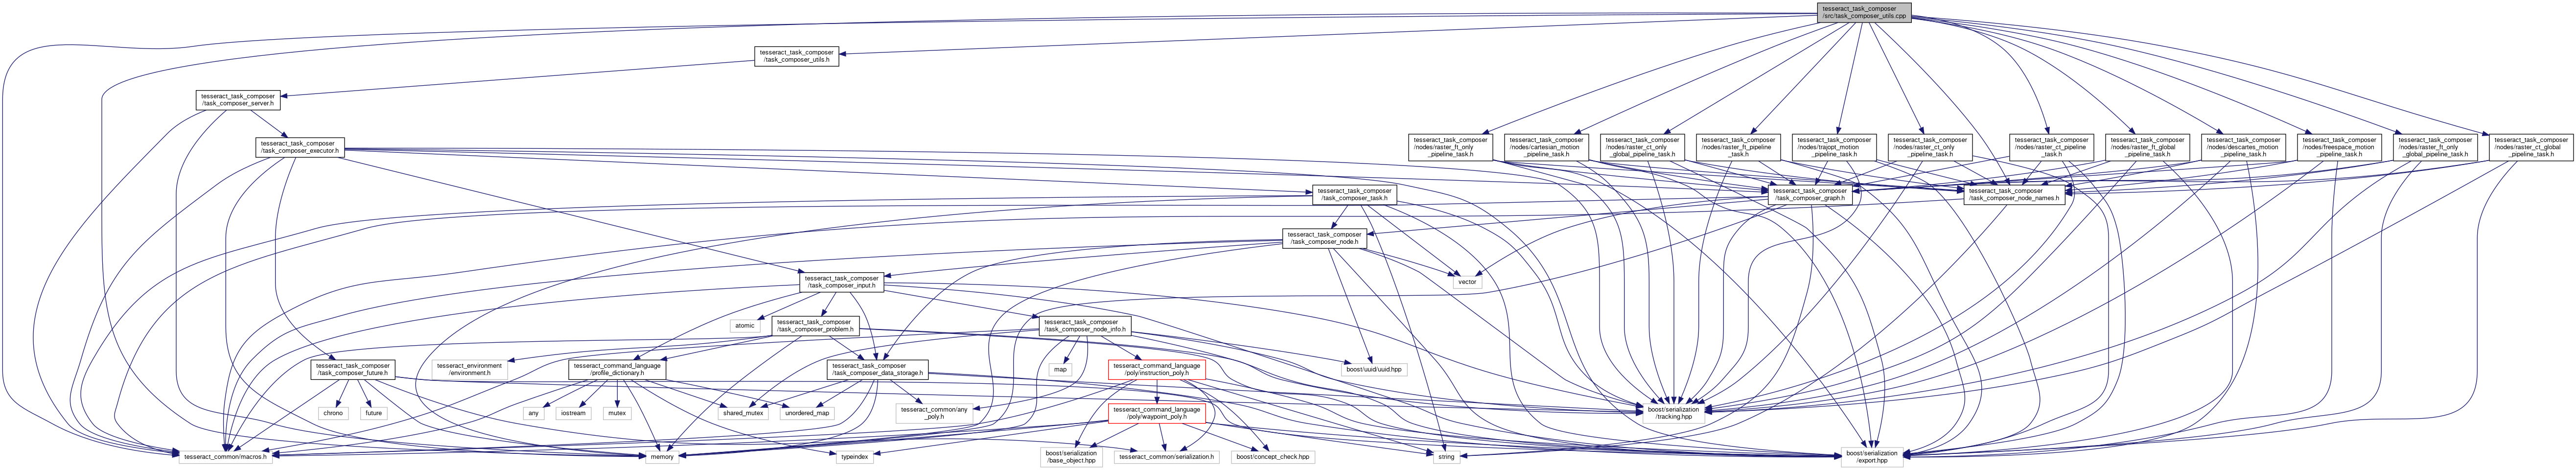 tesseract_task_composer
/src/task_composer_utils.cpp
tesseract_task_composer
/task_composer_utils.h
tesseract_task_composer
/task_composer_server.h
tesseract_task_composer
/task_composer_executor.h
tesseract_task_composer
/nodes/raster_ft_only
_pipeline_task.h
tesseract_task_composer
/nodes/cartesian_motion
_pipeline_task.h
tesseract_task_composer
/nodes/raster_ct_only
_global_pipeline_task.h
tesseract_task_composer
/nodes/raster_ft_pipeline
_task.h
tesseract_task_composer
/nodes/trajopt_motion
_pipeline_task.h
tesseract_task_composer
/nodes/raster_ct_only
_pipeline_task.h
tesseract_task_composer
/nodes/raster_ct_pipeline
_task.h
tesseract_task_composer
/nodes/raster_ft_global
_pipeline_task.h
tesseract_task_composer
/nodes/descartes_motion
_pipeline_task.h
tesseract_task_composer
/nodes/freespace_motion
_pipeline_task.h
tesseract_task_composer
/nodes/raster_ft_only
_global_pipeline_task.h
tesseract_task_composer
/nodes/raster_ct_global
_pipeline_task.h
tesseract_task_composer
/task_composer_task.h
tesseract_task_composer
/task_composer_graph.h
tesseract_task_composer
/task_composer_node_names.h
tesseract_task_composer
/task_composer_node.h
tesseract_task_composer
/task_composer_input.h
vector
atomic
tesseract_task_composer
/task_composer_problem.h
tesseract_task_composer
/task_composer_node_info.h
tesseract_task_composer
/task_composer_future.h
tesseract_environment
/environment.h
tesseract_command_language
/profile_dictionary.h
tesseract_task_composer
/task_composer_data_storage.h
map
tesseract_command_language
/poly/instruction_poly.h
boost/uuid/uuid.hpp
chrono
future
any
iostream
mutex
shared_mutex
unordered_map
tesseract_common/any
_poly.h
tesseract_command_language
/poly/waypoint_poly.h
boost/serialization
/tracking.hpp
tesseract_common/macros.h
memory
typeindex
boost/serialization
/base_object.hpp
tesseract_common/serialization.h
boost/concept_check.hpp
string
boost/serialization
/export.hpp